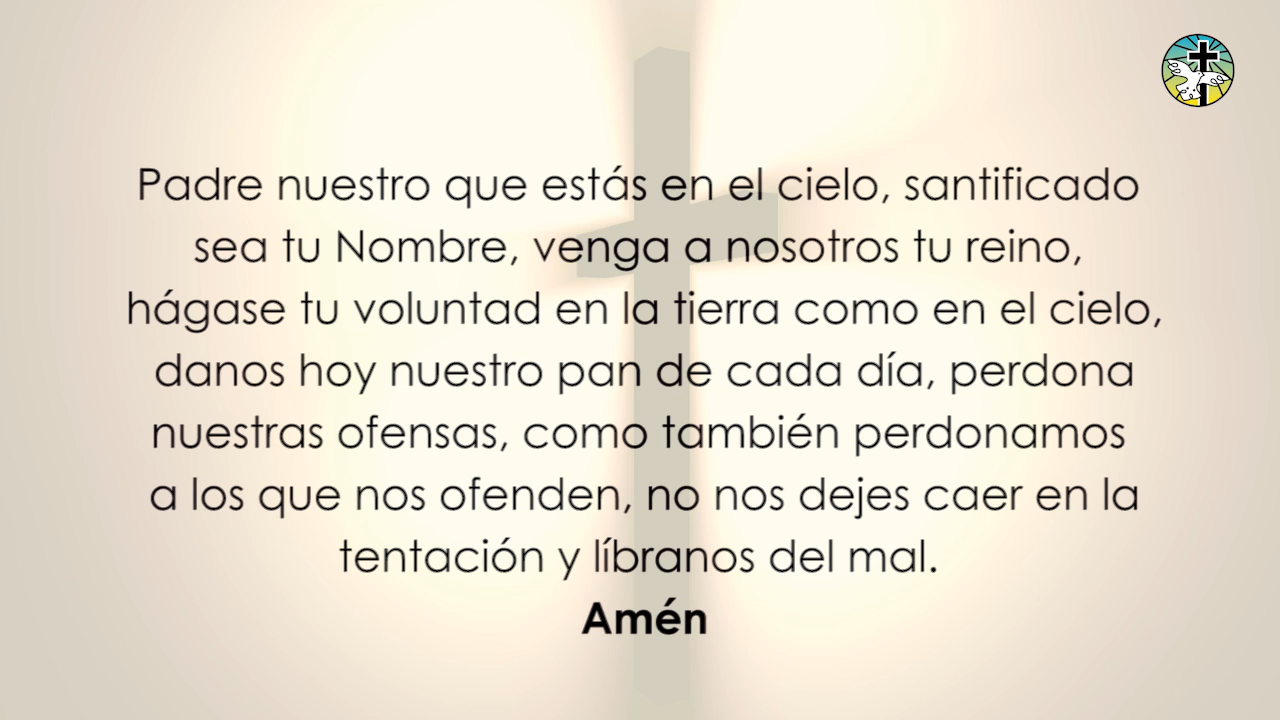 Padre nuestro que estás en el cielo, santificado
sea tu Nombre, venga a nosotros tu reino,
hágase tu voluntad en la tierra como en el cielo,
danos hoy nuestro pan de cada día, perdona
nuestras ofensas, como también perdonamos
a los que nos ofenden, no nos dejes caer en la
tentación y líbranos del mal.
Amén